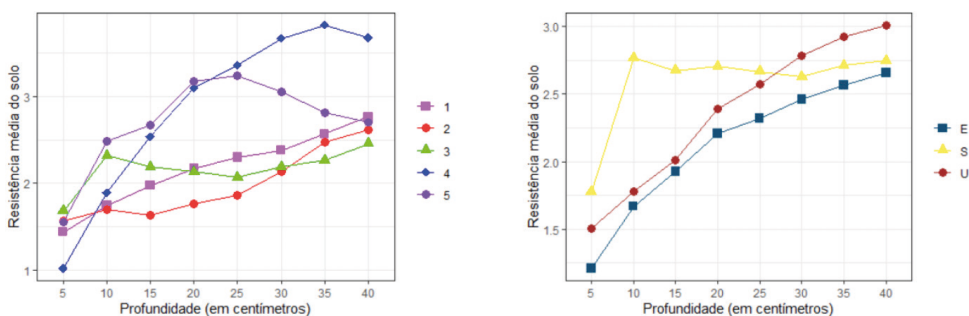 Resistência média do solo
3
2
1
5 10 15 20 25 30 35 40
Profundidade (em centímetros)
1
2
3
4
5
Resistência média do solo
3.0
2.5
2.0
1.5
5 10 15 20 25 30 35 40
Profundidade (em centímetros)
E
S
U